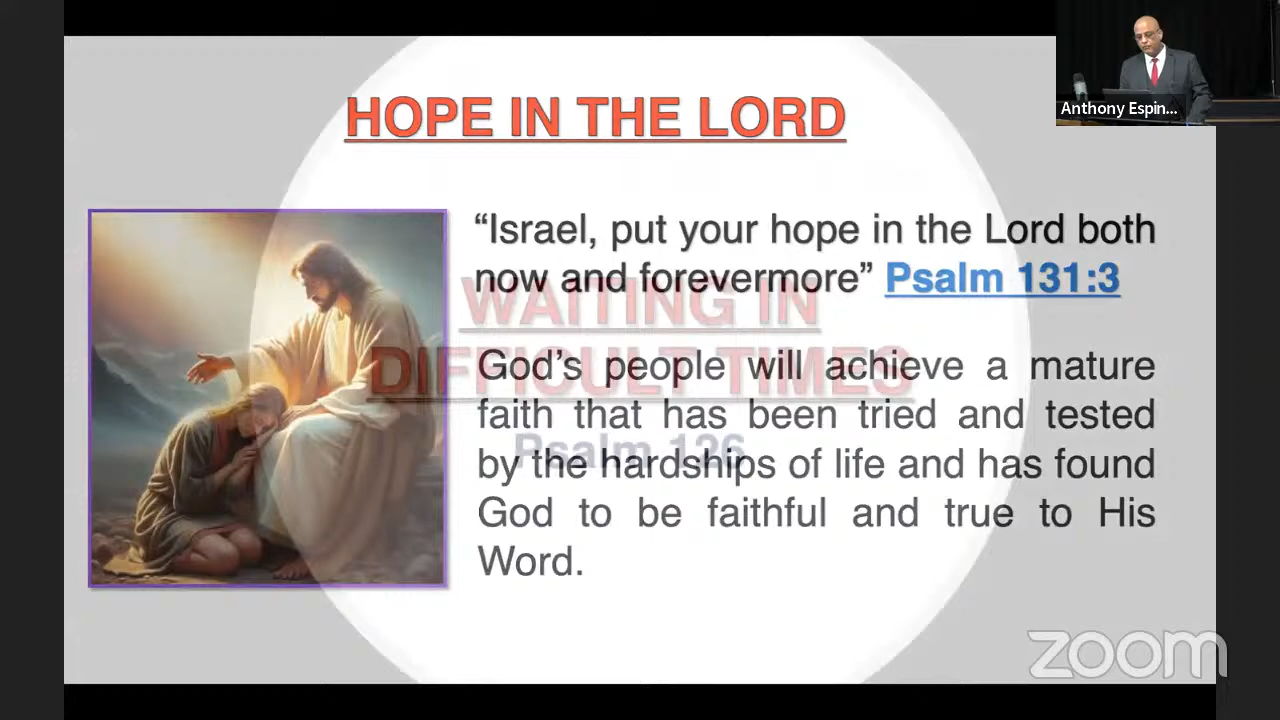 HOPE IN THE LORD
“Israel, put your hope in the Lord both
now and forevermore” Psalm 131:3
WAITING IN
DIFFICULT TIMES
Psalm 126
God’s people will achieve a mature
faith that has been tried and tested
by the hardships of life and has found
God to be faithful and true to His
Word.
Anthony Espin...
zoom